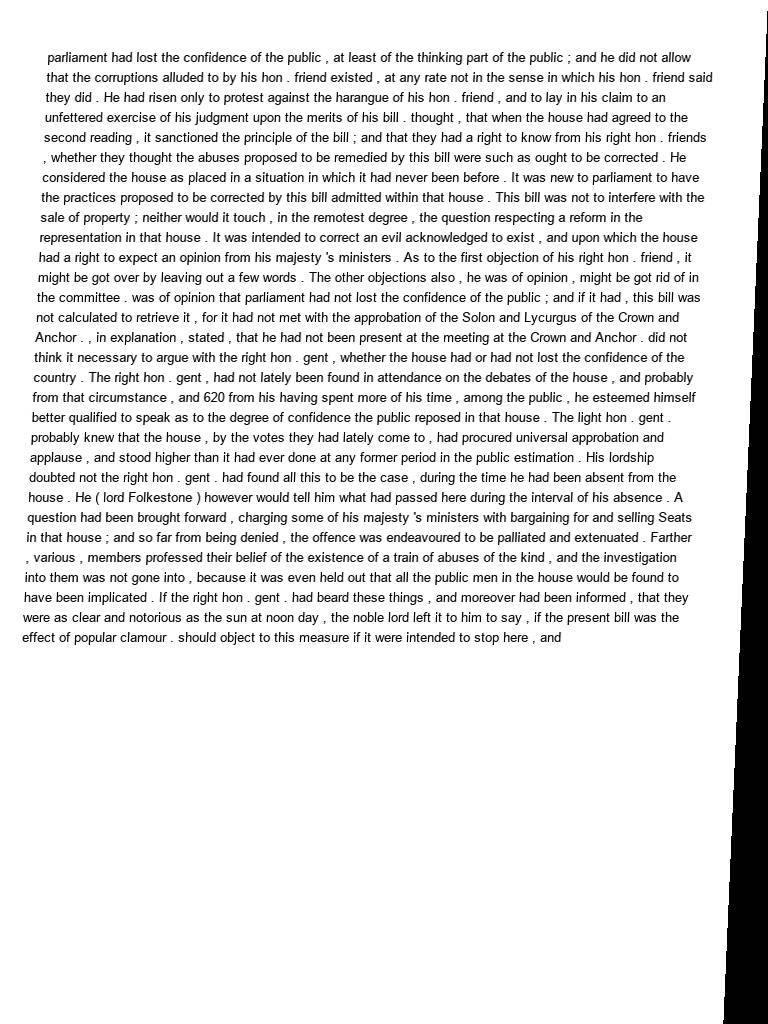 parliament had lost the confidence of the public , at least of the thinking part of the public ; and he did not allow
that the corruptions alluded to by his hon . friend existed , at any rate not in the sense in which his hon . friend said
they did . He had risen only to protest against the harangue of his hon . friend , and to lay in his claim to an
unfettered exercise of his judgment upon the merits of his bill . thought , that when the house had agreed to the
second reading , it sanctioned the principle of the bill ; and that they had a right to know from his right hon . friends
, whether they thought the abuses proposed to be remedied by this bill were such as ought to be corrected . He
considered the house as placed in a situation in which it had never been before . It was new to parliament to have
the practices proposed to be corrected by this bill admitted within that house . This bill was not to interfere with the
sale of property ; neither would it touch , in the remotest degree , the question respecting a reform in the
representation in that house . It was intended to correct an evil acknowledged to exist , and upon which the house
had a right to expect an opinion from his majesty 's ministers . As to the first objection of his right hon . friend , it
might be got over by leaving out a few words . The other objections also , he was of opinion , might be got rid of in
the committee . was of opinion that parliament had not lost the confidence of the public ; and if it had , this bill was
not calculated to retrieve it , for it had not met with the approbation of the Solon and Lycurgus of the Crown and
Anchor . , in explanation , stated , that he had not been present at the meeting at the Crown and Anchor . did not
think it necessary to argue with the right hon . gent , whether the house had or had not lost the confidence of the
country . The right hon . gent , had not lately been found in attendance on the debates of the house , and probably
from that circumstance , and 620 from his having spent more of his time , among the public , he esteemed himself
better qualified to speak as to the degree of confidence the public reposed in that house . The light hon . gent .
probably knew that the house , by the votes they had lately come to , had procured universal approbation and
applause , and stood higher than it had ever done at any former period in the public estimation . His lordship
doubted not the right hon . gent . had found all this to be the case , during the time he had been absent from the
house . He ( lord Folkestone ) however would tell him what had passed here during the interval of his absence . A
question had been brought forward , charging some of his majesty 's ministers with bargaining for and selling Seats
in that house ; and so far from being denied , the offence was endeavoured to be palliated and extenuated . Farther
, various , members professed their belief of the existence of a train of abuses of the kind , and the investigation
into them was not gone into , because it was even held out that all the public men in the house would be found to
have been implicated . If the right hon . gent . had beard these things , and moreover had been informed , that they
were as clear and notorious as the sun at noon day , the noble lord left it to him to say , if the present bill was the
effect of popular clamour . should object to this measure if it were intended to stop here , and